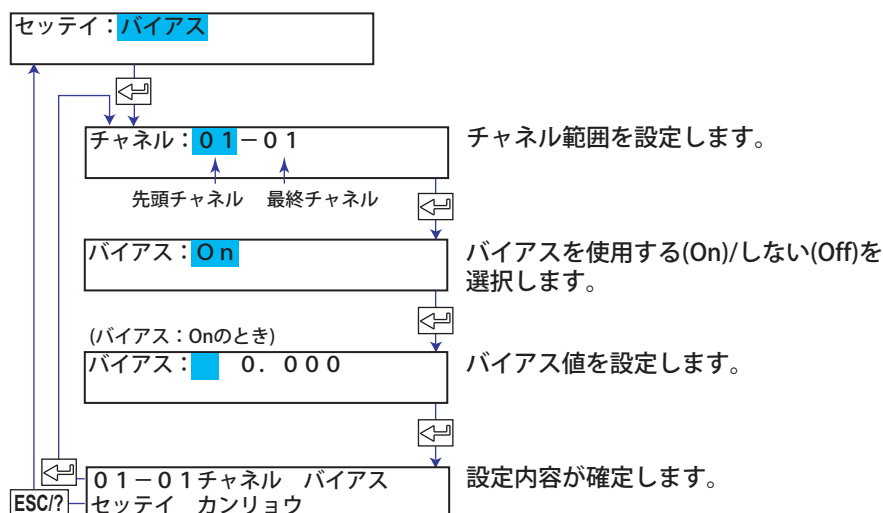 セッテイ：バイアス
チャネル：０１－０１
チャネル範囲を設定します。
先頭チャネル 最終チャネル
バイアス：Ｏｎ
バイアスを使用する(On)/しない(Off)を
選択します。
(バイアス：Onのとき)
バイアス：　０．０００
バイアス値を設定します。
０１－０１チャネル　バイアス
セッテイ　カンリョウ
設定内容が確定します。
ESC/?